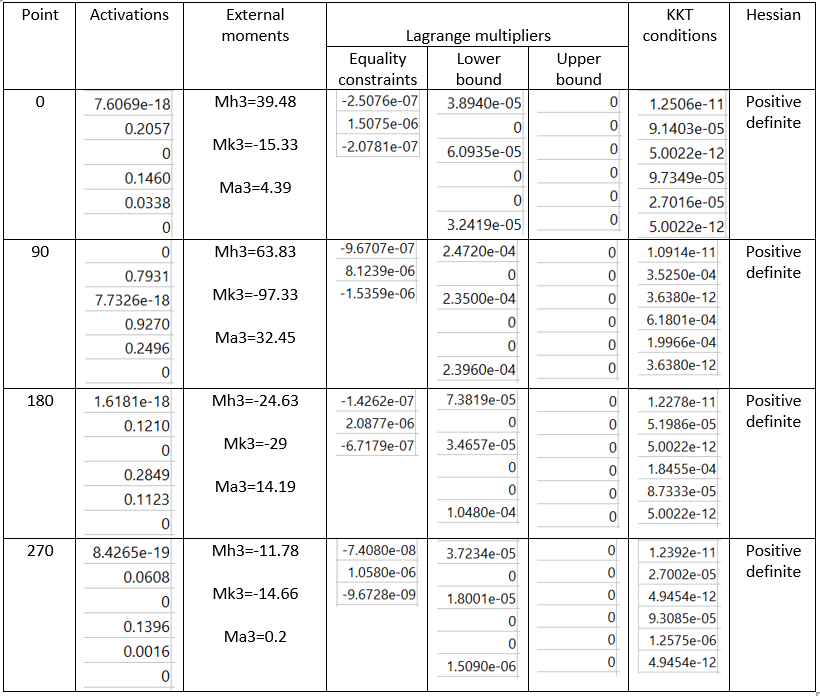 Point Activations External moments Lagrange multipliers KKT conditions Hessian
Equality constraints Lower bound Upper bound
0
7.6069e-18
0.2057
0
0.1460
0.0338
0
Mh3=39.48
Mk3=-15.33
Ma3=4.39
-2.5076e-07
1.5075e-06
-2.0781e-07
3.8940e-05
0
6.0935e-05
0
0
3.2419e-05
0
0
0
0
0
0
1.2506e-11
9.1403e-05
5.0022e-12
9.7349e-05
2.7016e-05
5.0022e-12
Positive
definite
90
0
0.7931
7.7326e-18
0.9270
0.2496
0
Mh3=63.83
Mk3=-97.33
Ma3=32.45
-9.6707e-07
8.1239e-06
-1.5359e-06
2.4720e-04
0
2.3500e-04
0
0
2.3960e-04
0
0
0
0
0
0
1.0914e-11
3.5250e-04
3.6380e-12
6.1801e-04
1.9966e-04
3.6380e-12
Positive
definite
180
1.6181e-18
0.1210
0
0.2849
0.1123
0
Mh3=-24.63
Mk3=-29
Ma3=14.19
-1.4262e-07
2.0877e-06
-6.7179e-07
7.3819e-05
0
3.4657e-05
0
0
1.0480e-04
0
0
0
0
0
0
1.2278e-11
5.1986e-05
5.0022e-12
1.8455e-04
8.7333e-05
5.0022e-12
Positive
definite
270
8.4265e-19
0.0608
0
0.1396
0.0016
0
Mh3=-11.78
Mk3=-14.66
Ma3=0.2
-7.4080e-08
1.0580e-06
-9.6728e-09
3.7234e-05
0
1.8001e-05
0
0
1.5090e-06
0
0
0
0
0
0
1.2392e-11
2.7002e-05
4.9454e-12
9.3085e-05
1.2575e-06
4.9454e-12
Positive
definite